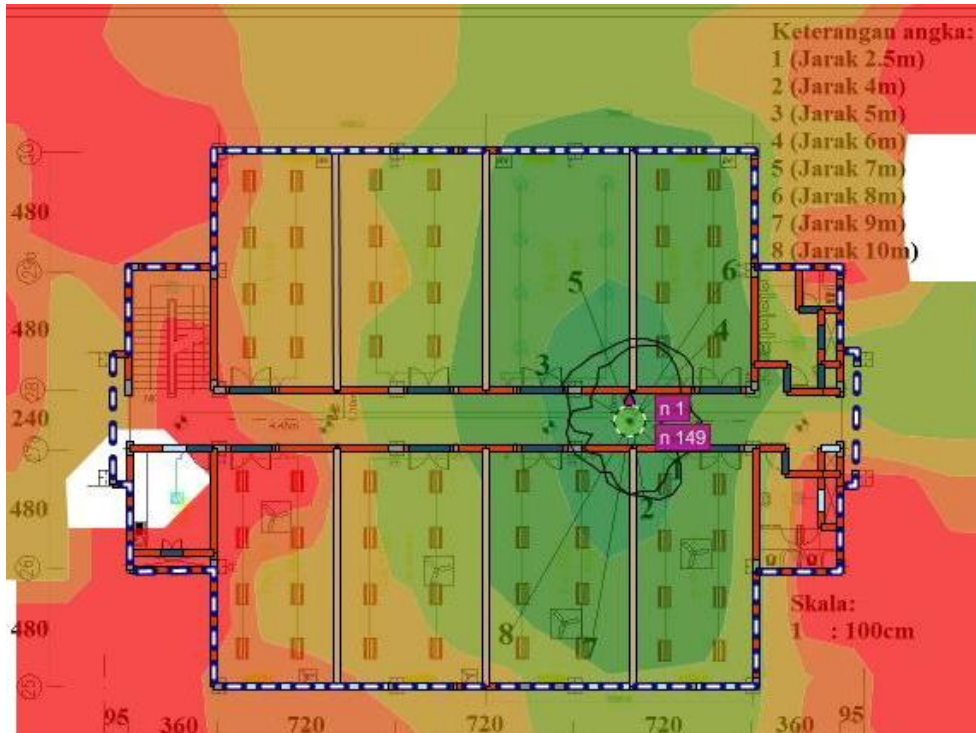 Keterangan angka:
1 (Jarak 2.5m)
2 (Jarak 4m)
3 (Jarak 5m)
4 (Jarak 6m)
5 (Jarak 7m)
6 (Jarak 8m)
7 (Jarak 9m)
8 (Jarak 10m)
480
480
240
480
480
5
6
4
3
n 1
n 149
4.45m
2
8
7
Skala:
1 : 100cm
95
360
720
720
720
360
95